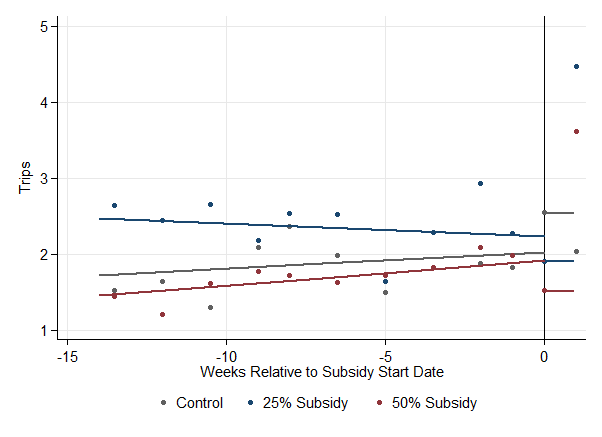 5
4
3
2
1
Trips
-15 -10 -5 0
Weeks Relative to Subsidy Start Date
Control 25% Subsidy 50% Subsidy